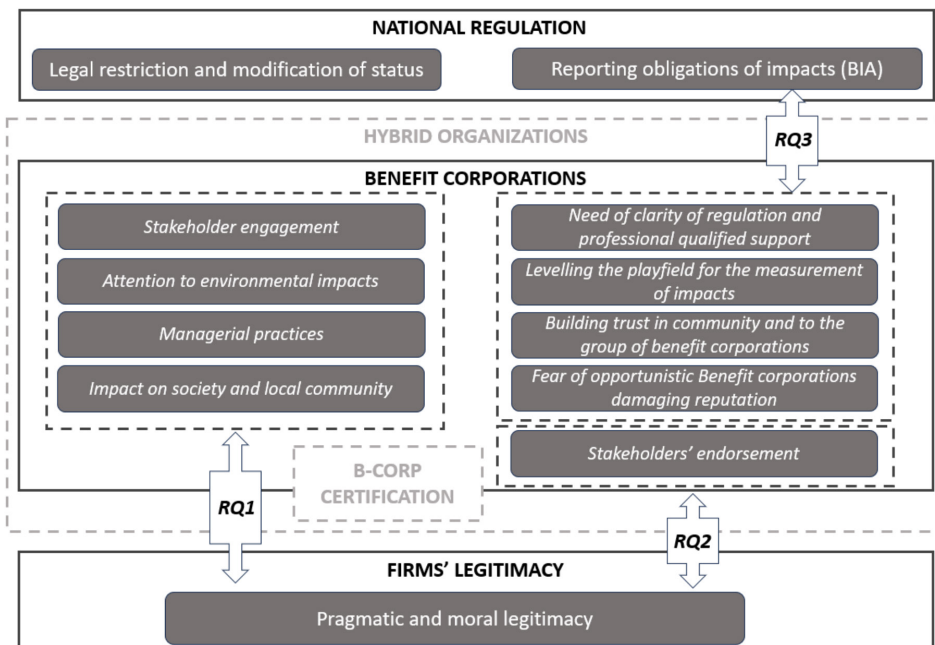 NATIONAL REGULATION
Legal restriction and modification of status
Reporting obligations of impacts (BIA)
HYBRID ORGANIZATIONS
RQ3
BENEFIT CORPORATIONS
Stakeholder engagement
Attention to environmental impacts
Managerial practices
Impact on society and local community
Need of clarity of regulation and
professional qualified support
Levelling the playfield for the measurement
of impacts
Building trust in community and to the
group of benefit corporations
Fear of opportunistic Benefit corporations
damaging reputation
Stakeholders’ endorsement
B-CORP
CERTIFICATION
RQ1
RQ2
FIRMS’ LEGITIMACY
Pragmatic and moral legitimacy